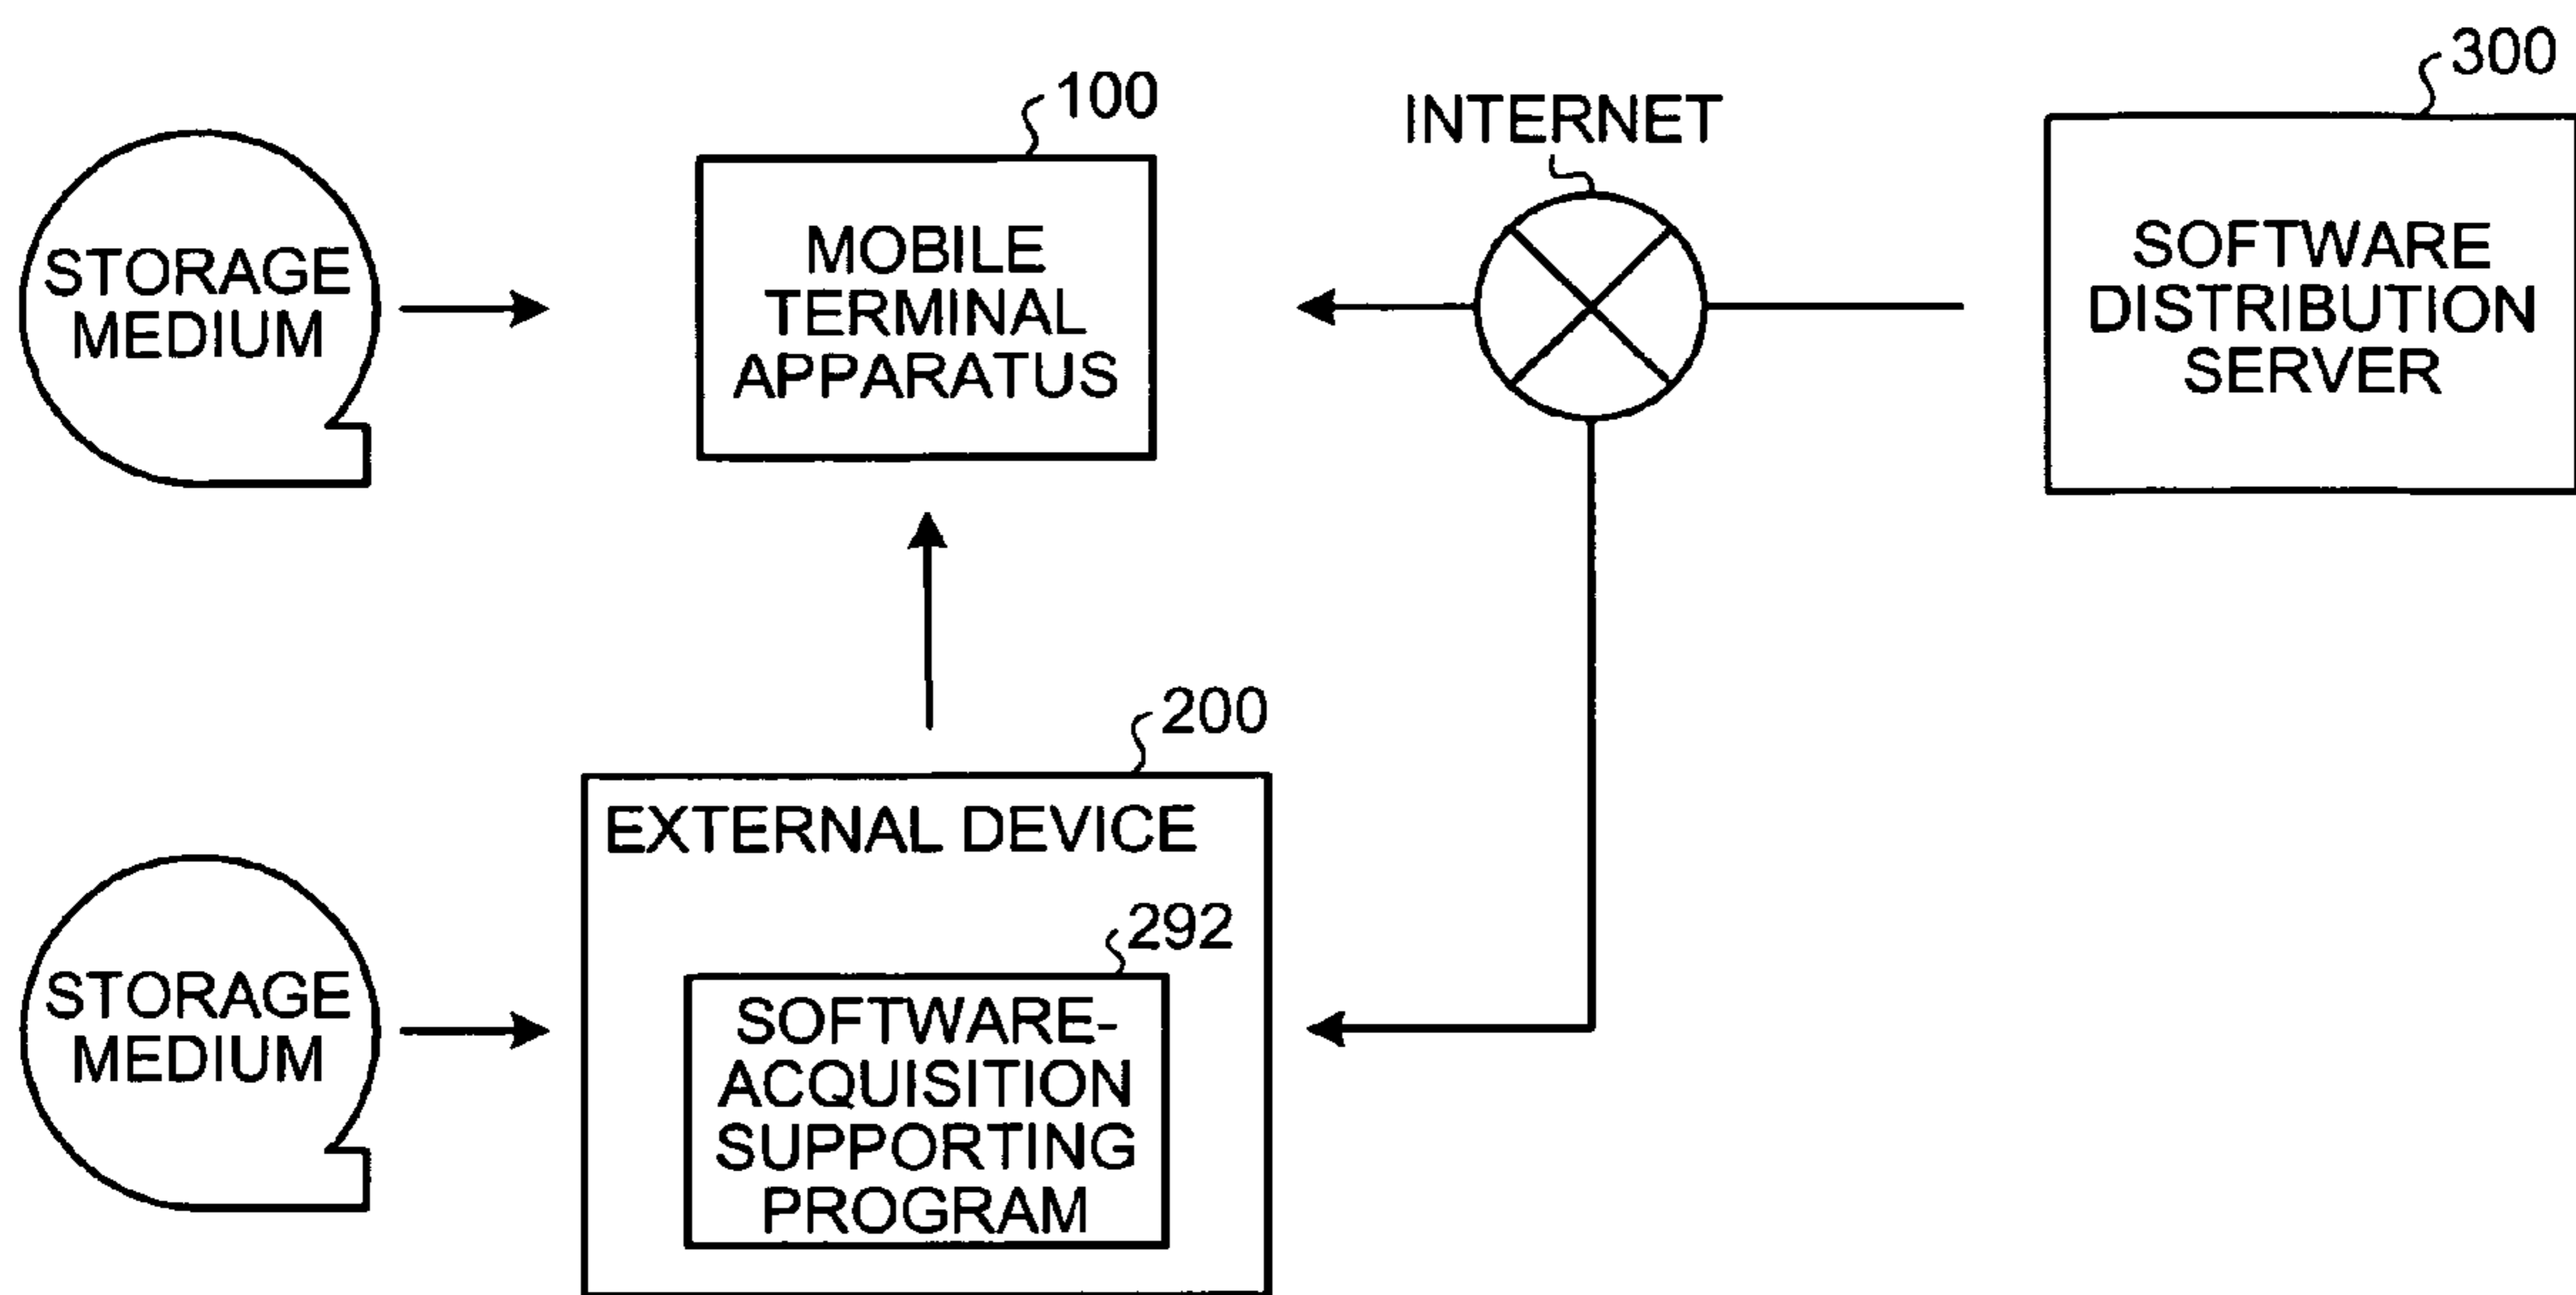 300
100
INTERNET
STORAGE
MEDIUM
MOBILE
TERMINAL
APPARATUS
SOFTWARE
DISTRIBUTION
SERVER
200
EXTERNAL DEVICE
292
STORAGE
MEDIUM
SOFTWARE-
ACQUISITION
SUPPORTING
PROGRAM